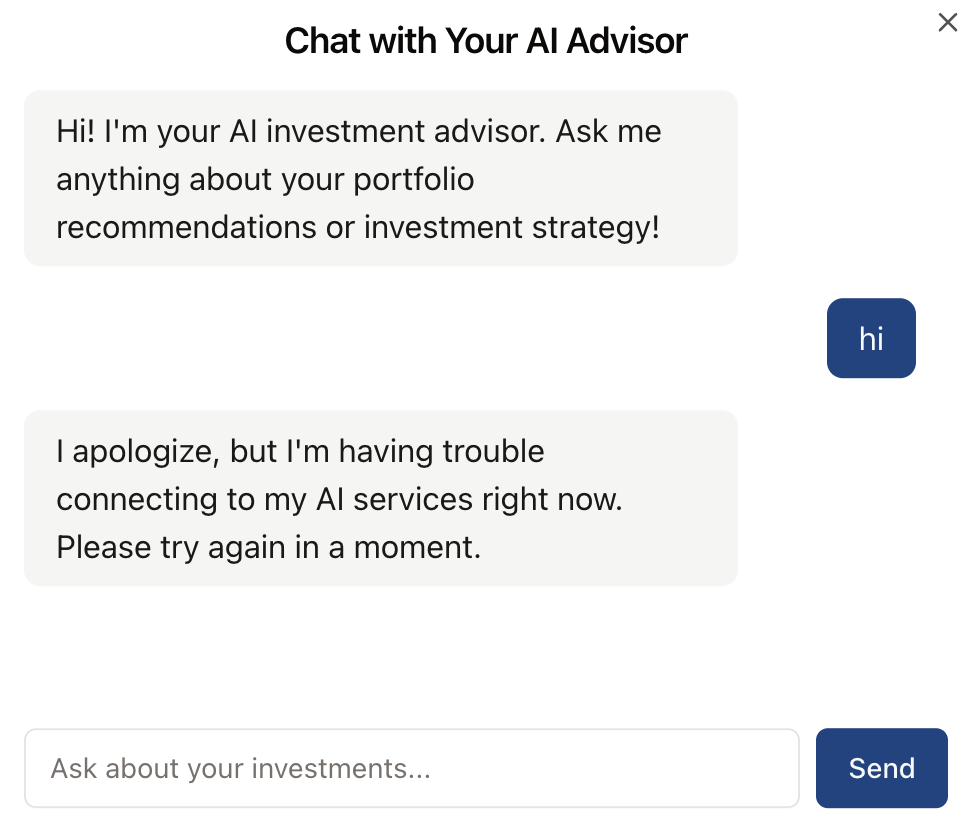 Chat with Your AI Advisor
Hi! I'm your AI investment advisor. Ask me
anything about your portfolio
recommendations or investment strategy!
hi
I apologize, but I'm having trouble
connecting to my AI services right now.
Please try again in a moment.
Ask about your investments...
Send